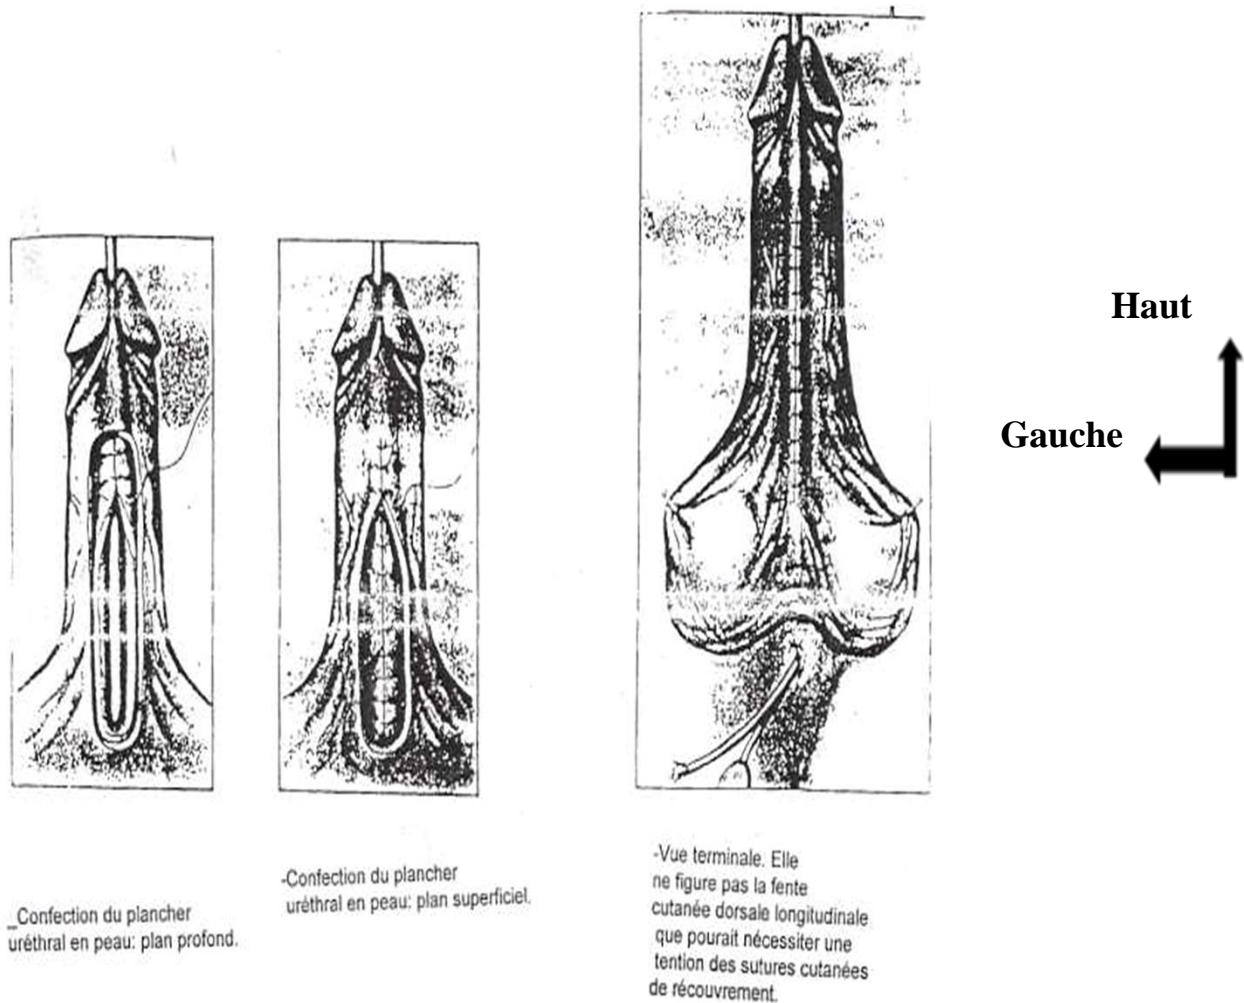 Haut
Gauche
_Confection du plancher
uréthral en peau: plan profond.
-Confection du plancher
uréthral en peau: plan superficiel.
-Vue terminale. Elle
ne figure pas la fente
cutanée dorsale longitudinale
que pourait nécessiter une
tention des sutures cutanées
de récouvrement.